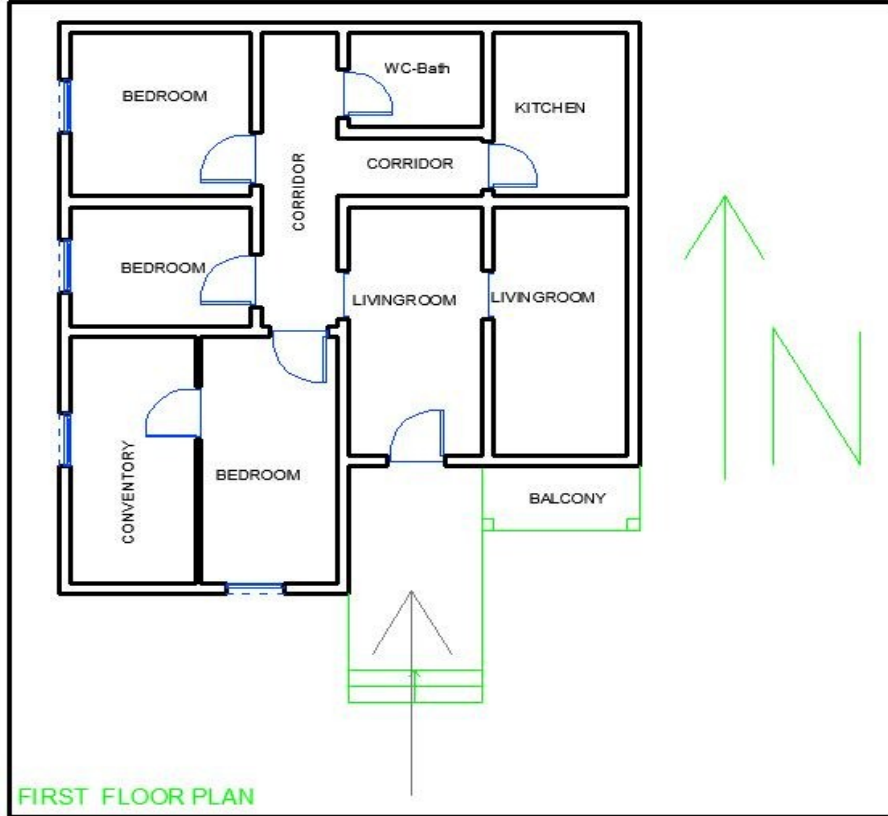 WC-Bath
BEDROOM
KITCHEN
CORRIDOR
CORRIDOR
BEDROOM
LIVINGROOM
LIVINGROOM
CONVENTORY
BEDROOM
BALCONY
N
FIRST FLOOR PLAN